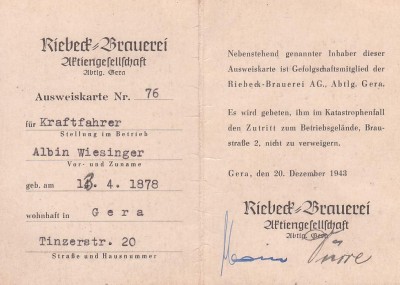 Riebeck-Brauerei
Aktiengesellschaft
Abtlg. Gera
Ausweiskarte Nr. 76
für Kraftfahrer
Stellung im Betrieb
Albin Wiesinger
Vor- und Zuname
geb. am 13. 4. 1878
wohnhaft in Gera
Tinzerstr. 20
Straße und Hausnummer
Nebenstehend genannter Inhaber dieser
Ausweiskarte ist Gefolgschaftsmitglied der
Riebeck-Brauerei AG., Abtlg. Gera.
Es wird gebeten, ihm im Katastrophenfall
den Zutritt zum Betriebsgelände, Brau-
straße 2, nicht zu verweigern.
Gera, den 20. Dezember 1943
Riebeck-Brauerei
Aktiengesellschaft
Abtlg. Gera